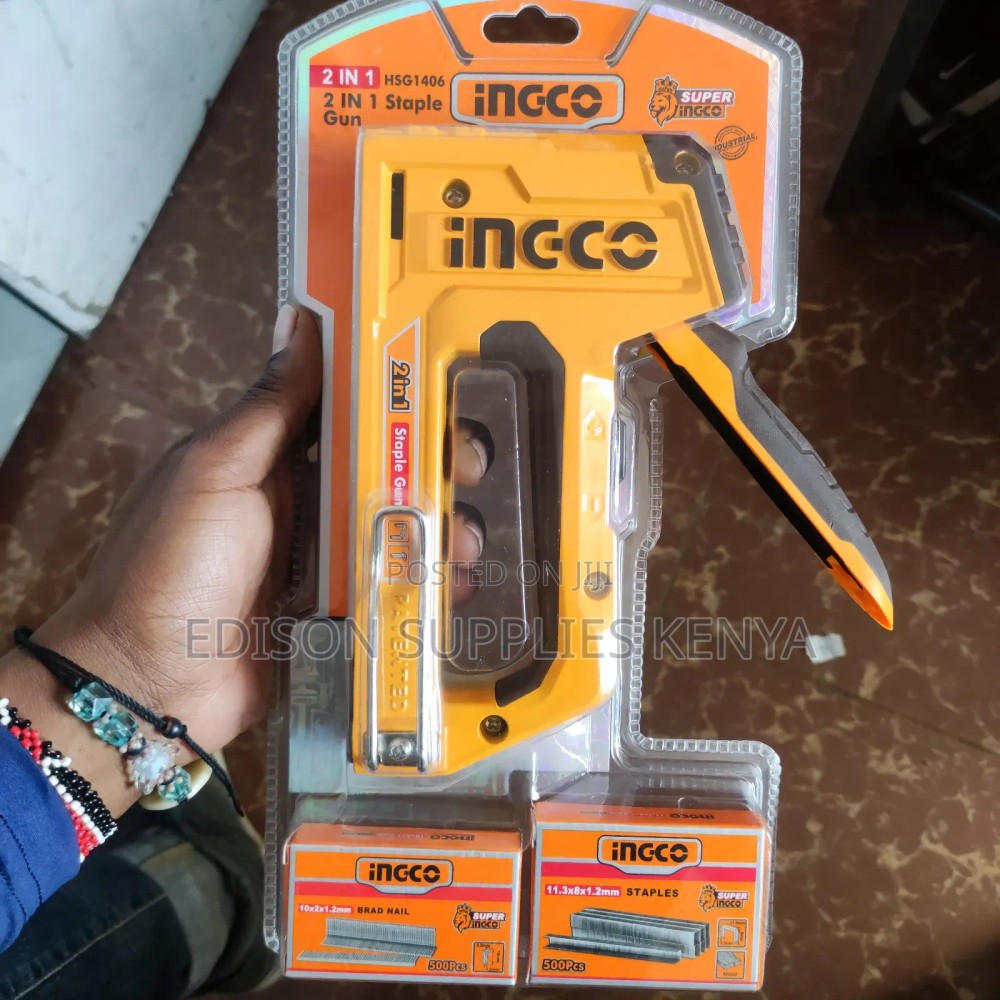 2 IN 1 HSG1406
2 IN 1 Staple
Gun
INGCO
SUPER
INGCO
INDUSTRIAL
INGCO
2in1
Staple Gun
PATENTED
POSTED ON JIJI
EDISON SUPPLIES KENYA
INGCO
10x2x1.2mm BRAD NAIL
SUPER
INGCO
500Pcs
INGCO
11.3x8x1.2mm STAPLES
SUPER
INGCO
500Pcs